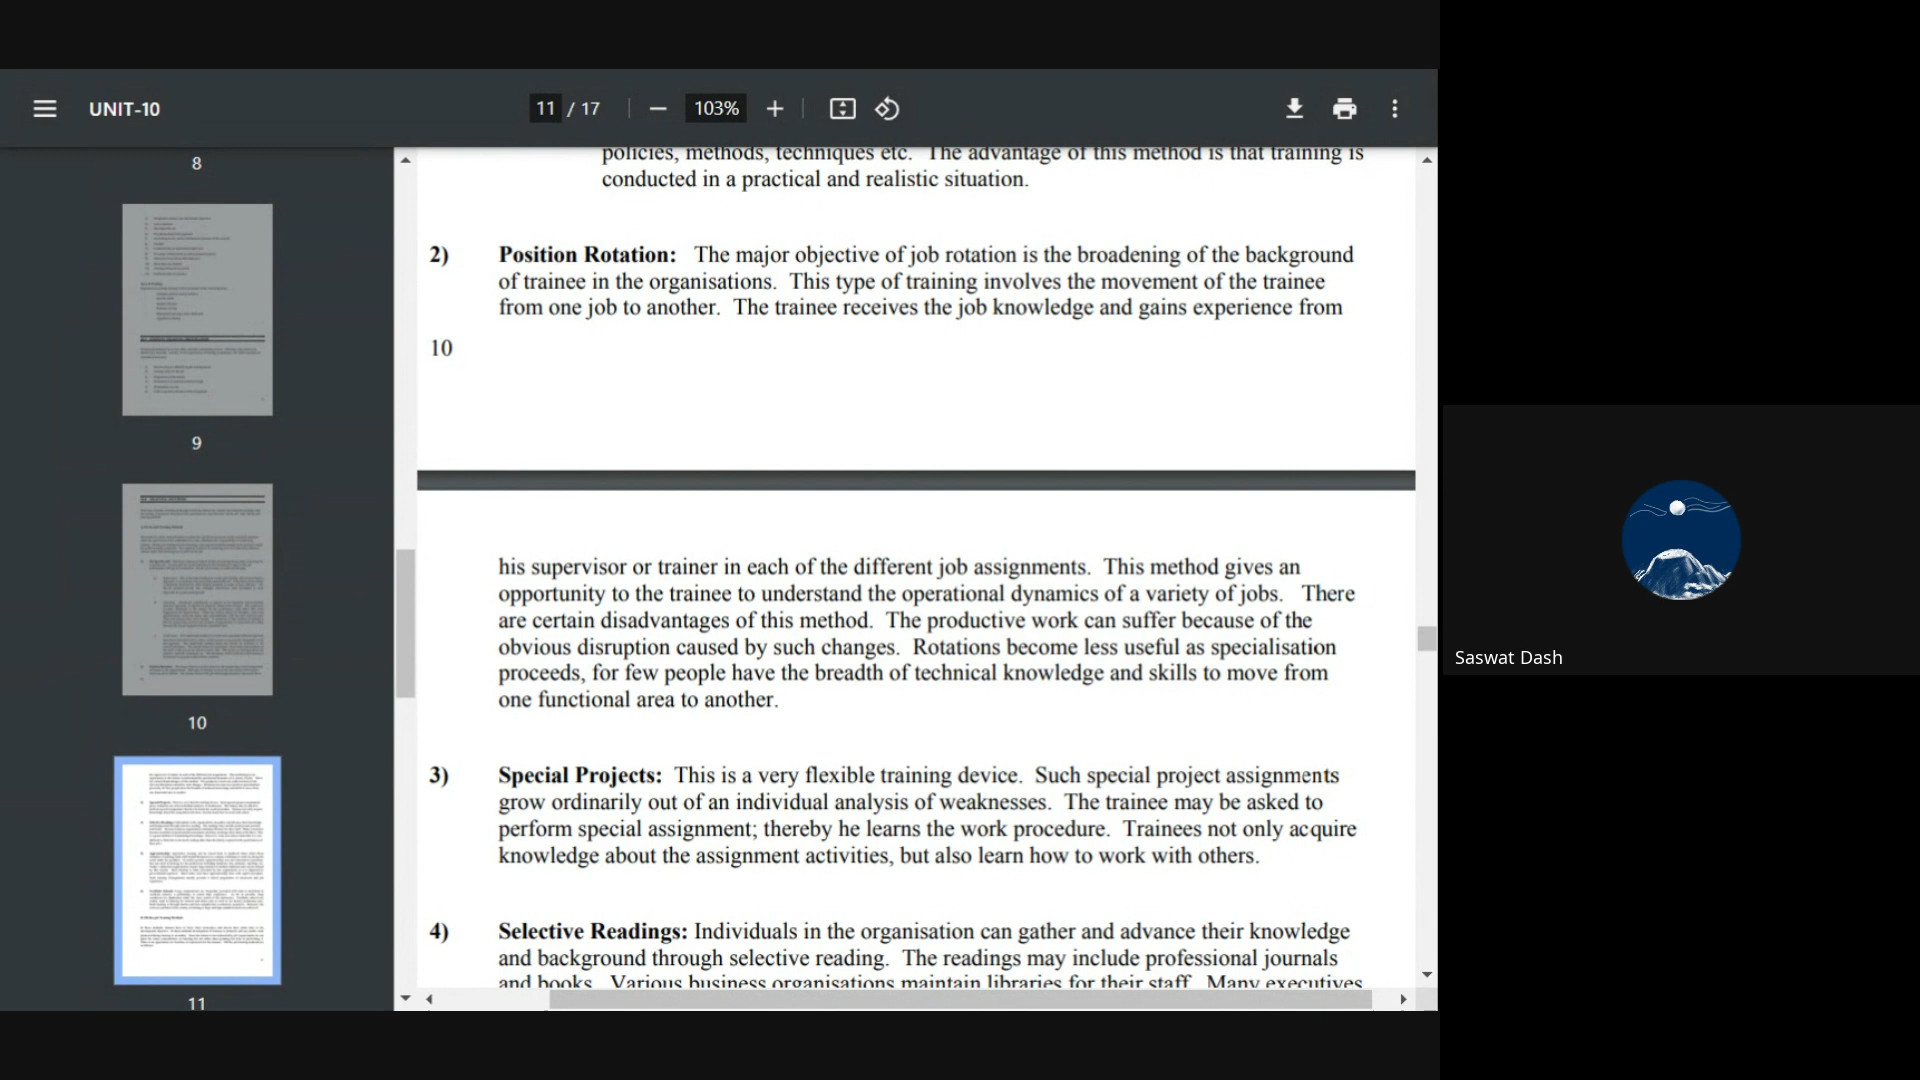 UNIT-10
11 / 17
103%
8
9
10
11
policies, methods, techniques etc. The advantage of this method is that training is
conducted in a practical and realistic situation.
2) Position Rotation: The major objective of job rotation is the broadening of the background
of trainee in the organisations. This type of training involves the movement of the trainee
from one job to another. The trainee receives the job knowledge and gains experience from
10
his supervisor or trainer in each of the different job assignments. This method gives an
opportunity to the trainee to understand the operational dynamics of a variety of jobs. There
are certain disadvantages of this method. The productive work can suffer because of the
obvious disruption caused by such changes. Rotations become less useful as specialisation
proceeds, for few people have the breadth of technical knowledge and skills to move from
one functional area to another.
3) Special Projects: This is a very flexible training device. Such special project assignments
grow ordinarily out of an individual analysis of weaknesses. The trainee may be asked to
perform special assignment; thereby he learns the work procedure. Trainees not only acquire
knowledge about the assignment activities, but also learn how to work with others.
4) Selective Readings: Individuals in the organisation can gather and advance their knowledge
and background through selective reading. The readings may include professional journals
and books. Various business organisations maintain libraries for their staff. Many executives
Saswat Dash